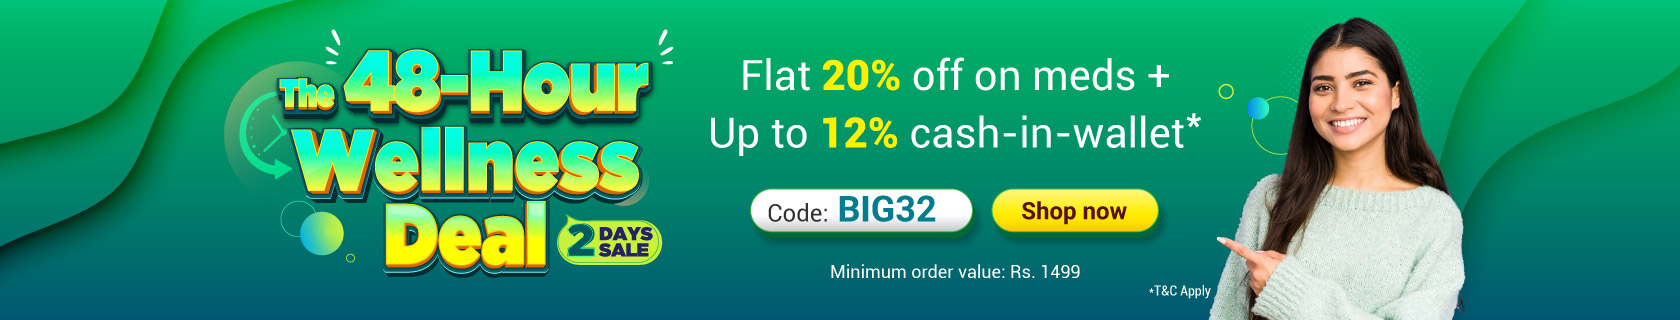 The 48-Hour
Wellness
Deal
2 DAYS
SALE
Flat 20% off on meds +
Up to 12% cash-in-wallet*
Code: BIG32
Shop now
Minimum order value: Rs. 1499
*T&C Apply